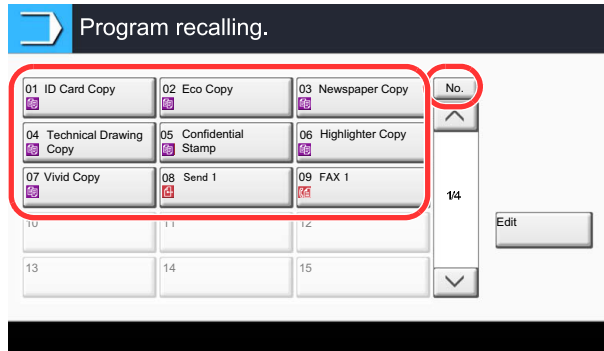 Program recalling.
01 ID Card Copy
02 Eco Copy
03 Newspaper Copy
No.
04 Technical Drawing
Copy
05 Confidential
Stamp
06 Highlighter Copy
07 Vivid Copy
08 Send 1
09 FAX 1
1/4
10
11
12
Edit
13
14
15